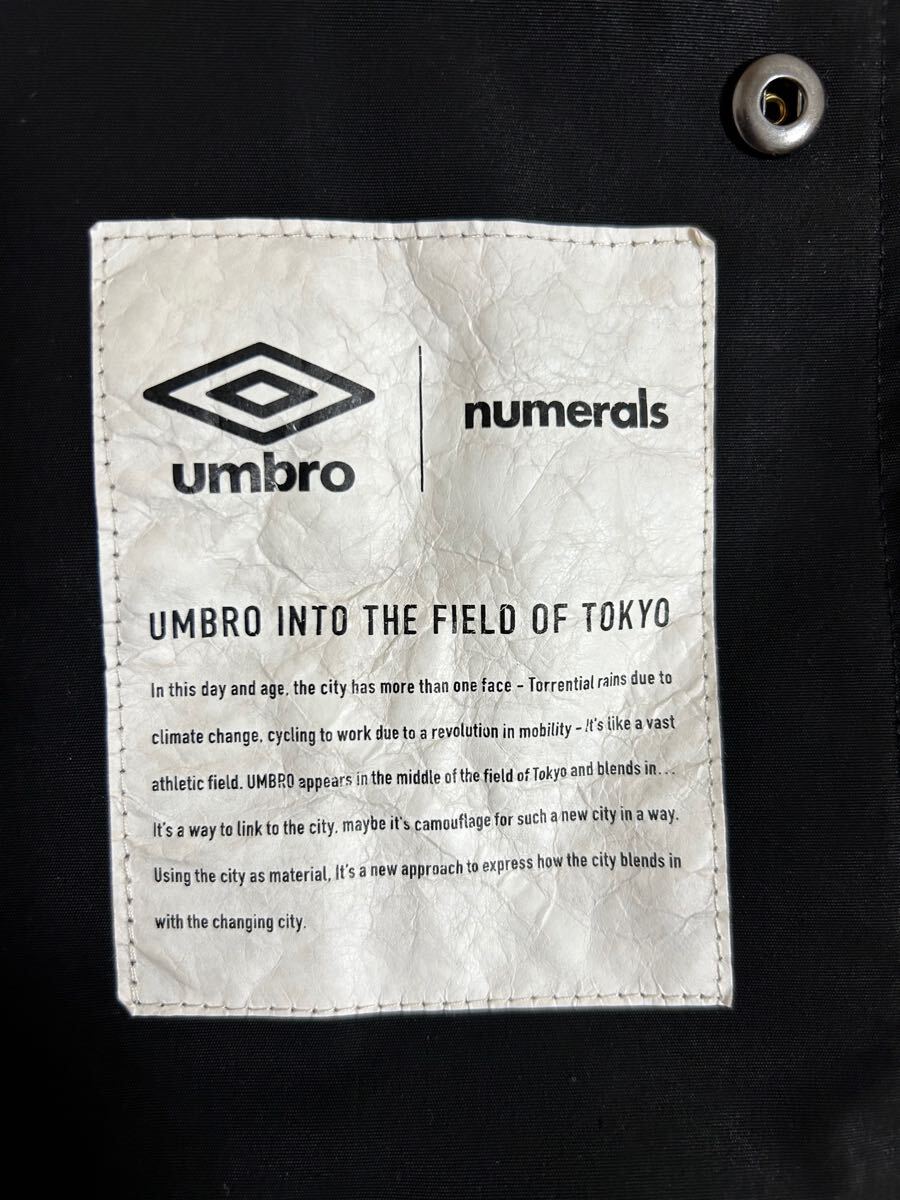 umbro
numerals
UMBRO INTO THE FIELD OF TOKYO
In this day and age, the city has more than one face - Torrential rains due to
climate change, cycling to work due to a revolution in mobility - It's like a vast
athletic field. UMBRO appears in the middle of the field of Tokyo and blends in...
It's a way to link to the city, maybe it's camouflage for such a new city in a way.
Using the city as material, It's a new approach to express how the city blends in
with the changing city.